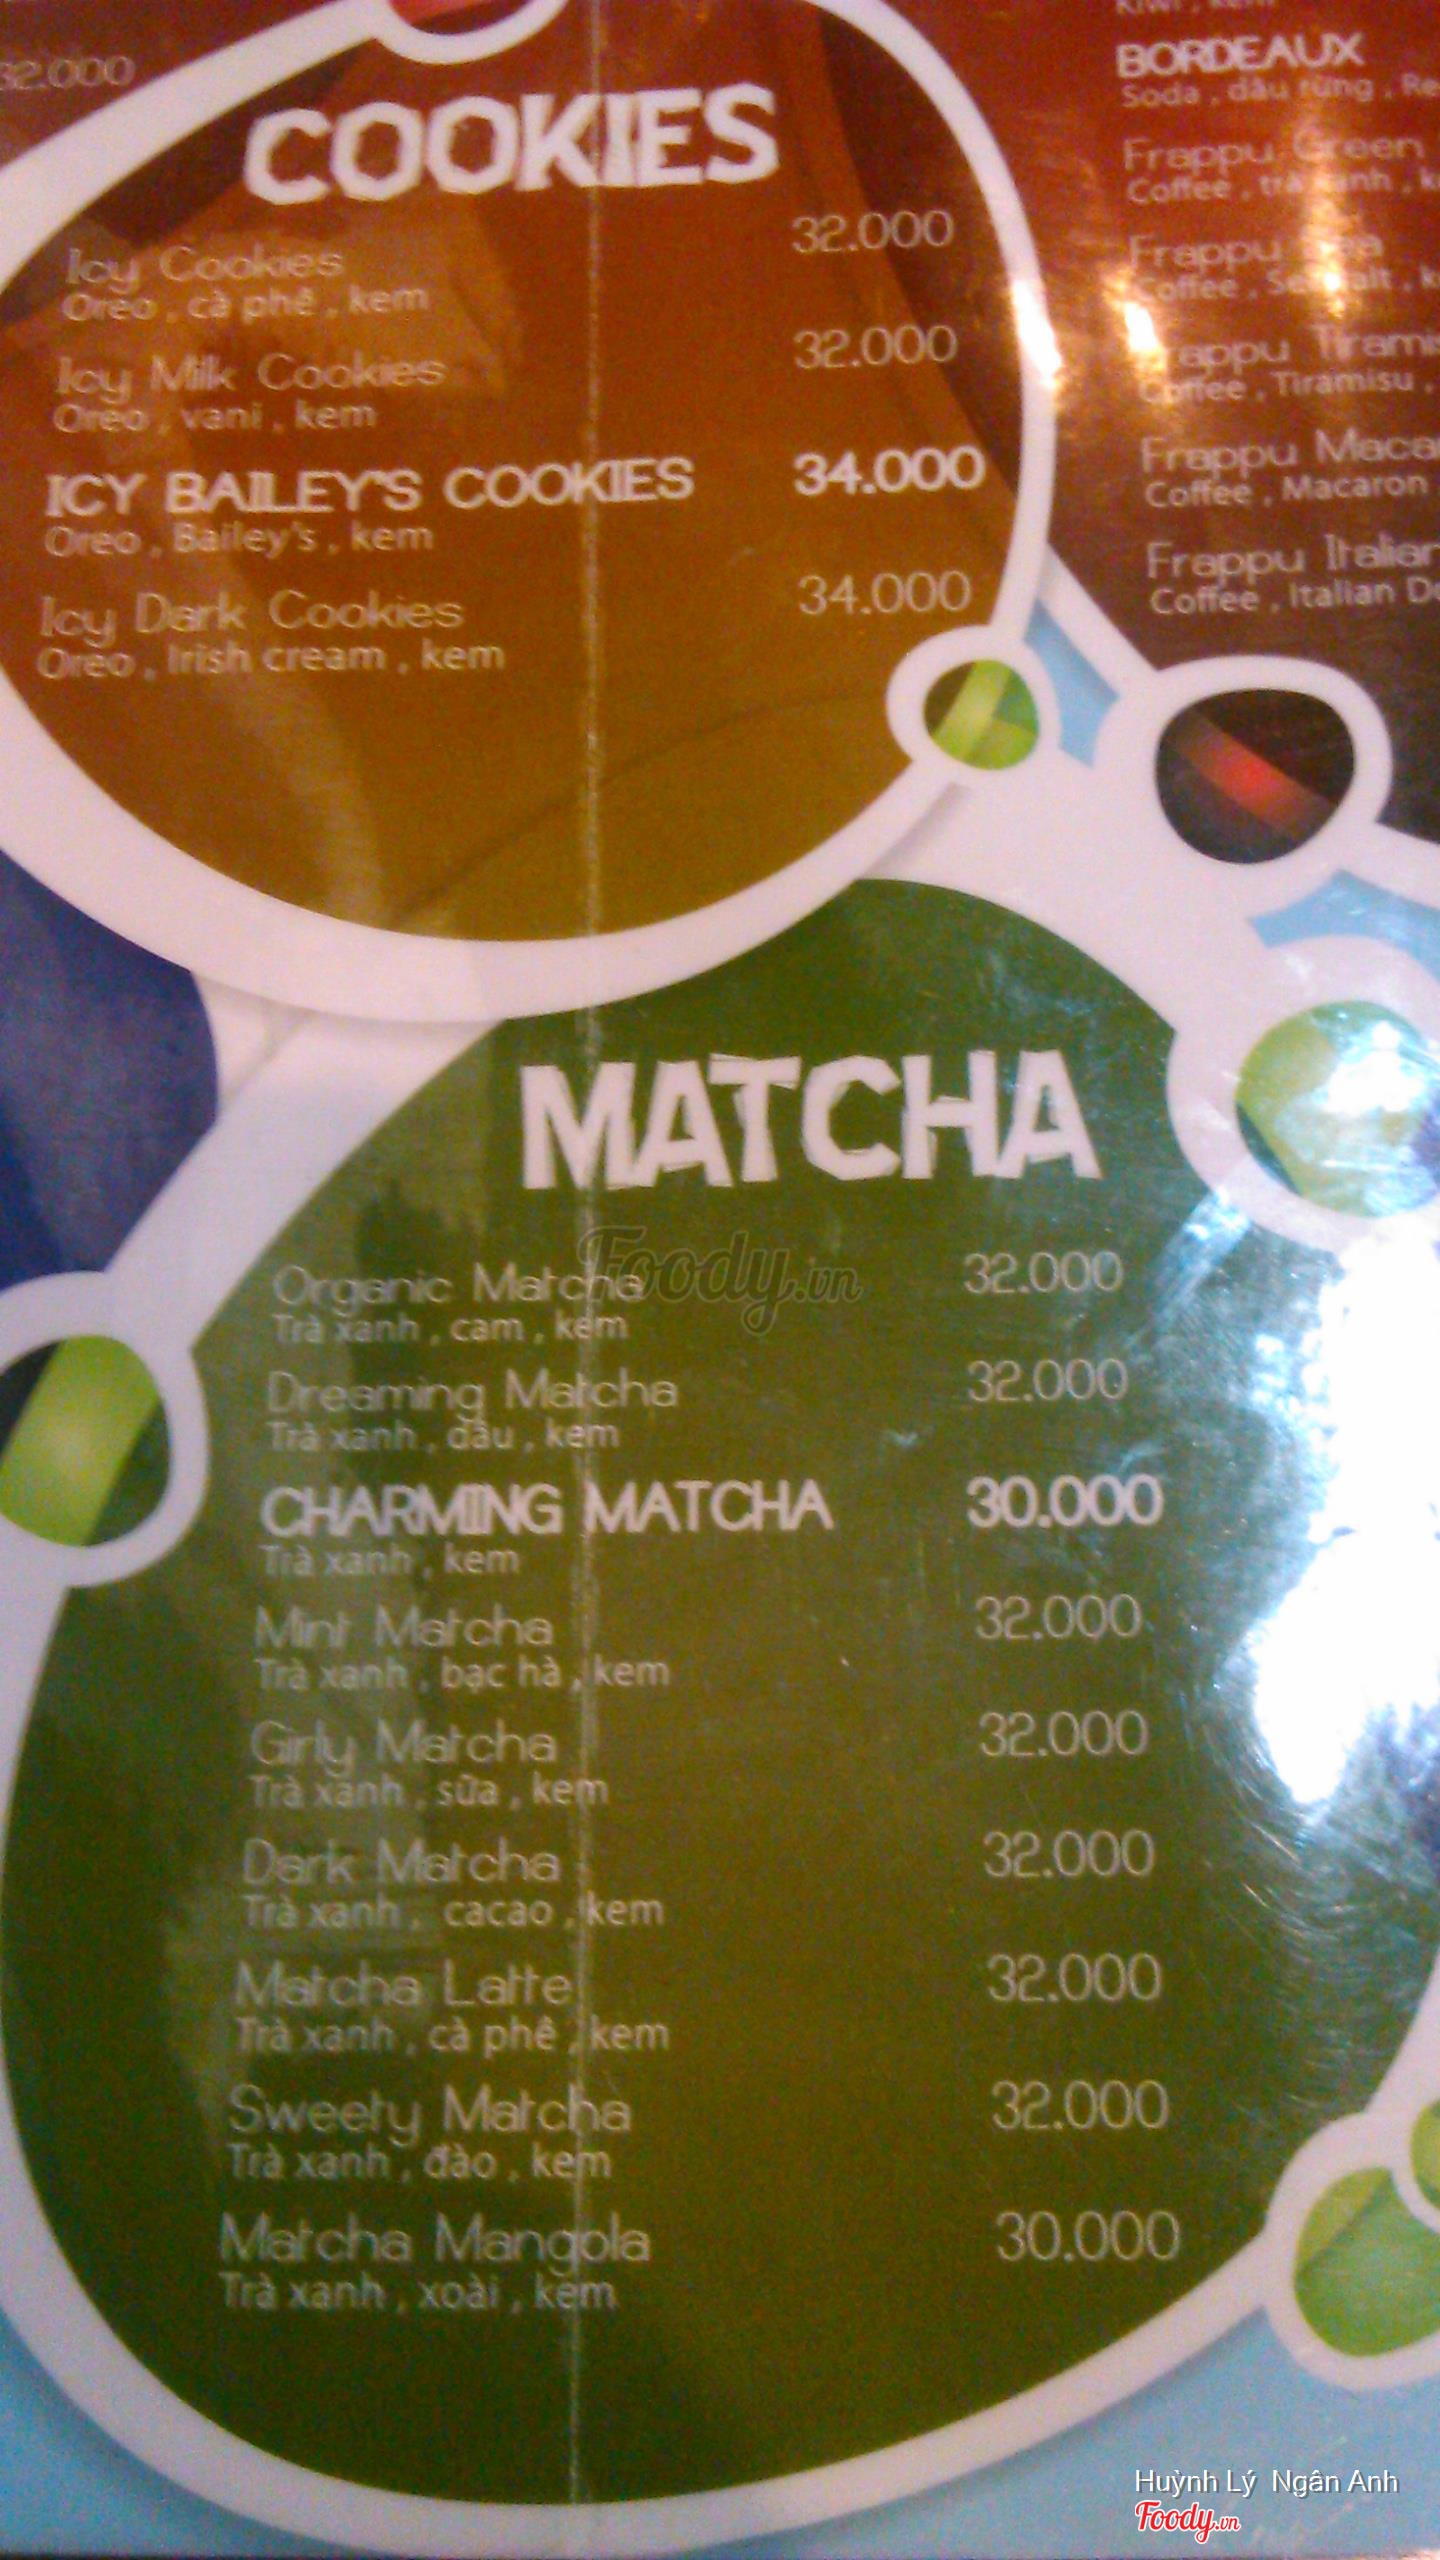 32.000
COOKIES
Icy Cookies 32.000
Oreo , cà phê , kem
Icy Milk Cookies 32.000
Oreo , vani , kem
ICY BAILEY'S COOKIES 34.000
Oreo , Bailey's , kem
Icy Dark Cookies 34.000
Oreo , Irish cream , kem
BORDEAUX
Soda , dâu rừng ,
Frappu Green
Coffee , trà xanh ,
Frappu
Coffee ,
Frappu
Coffee , Tiramisu ,
Frappu
Coffee , Macaron
Frappu Italian
Coffee , Italian
MATCHA
Organic Matcha 32.000
Trà xanh , cam , kem
Dreaming Matcha 32.000
Trà xanh , dâu , kem
CHARMING MATCHA 30.000
Trà xanh , kem
Mint Matcha 32.000
Trà xanh , bạc hà , kem
Girly Matcha 32.000
Trà xanh , sữa , kem
Dark Matcha 32.000
Trà xanh , cacao , kem
Matcha Latte 32.000
Trà xanh , cà phê , kem
Sweety Matcha 32.000
Trà xanh , đào , kem
Matcha Mangola 30.000
Trà xanh , xoài , kem
Foody.vn
Huỳnh Lý Ngân Anh
Foody.vn